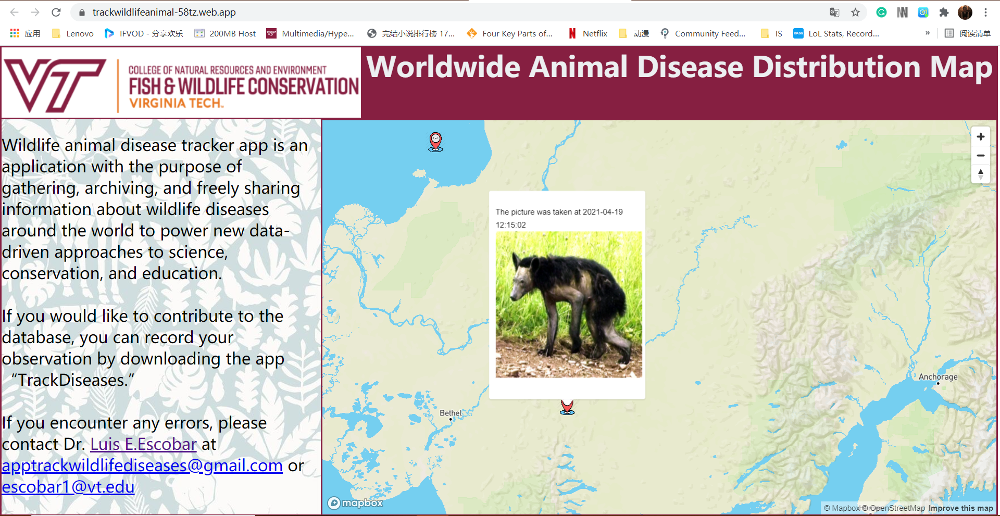 trackwildlifeanimal-58tz.web.app
应用 Lenovo IFVOD - 分享欢乐 200MB Host Multimedia/Hype... 完结小说排行榜 17... Four Key Parts of... Netflix 动漫 Community Feed... IS LoL Stats, Record... » 阅读清单
VT
COLLEGE OF NATURAL RESOURCES AND ENVIRONMENT
FISH & WILDLIFE CONSERVATION
VIRGINIA TECH.
Worldwide Animal Disease Distribution Map
Wildlife animal disease tracker app is an
application with the purpose of
gathering, archiving, and freely sharing
information about wildlife diseases
around the world to power new data-
driven approaches to science,
conservation, and education.
If you would like to contribute to the
database, you can record your
observation by downloading the app
“TrackDiseases.”
If you encounter any errors, please
contact Dr. Luis E.Escobar at
apptrackwildlifediseases@gmail.com or
escobar1@vt.edu
The picture was taken at 2021-04-19
12:15:02
Anchorage
Bethel
mapbox
© Mapbox © OpenStreetMap Improve this map